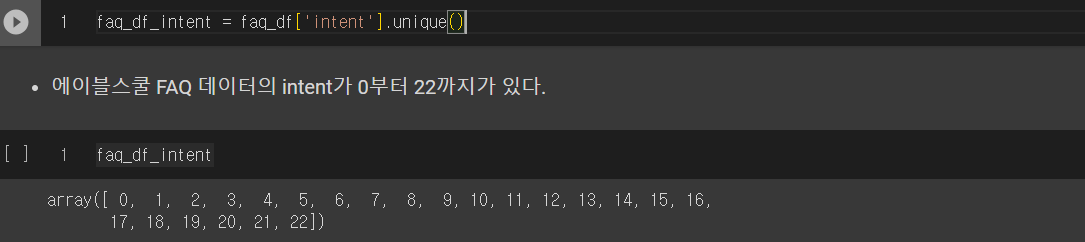 1 faq_df_intent = faq_df['intent'].unique()
• 에이블스쿨 FAQ 데이터의 intent가 0부터 22까지가 있다.
[ ] 1 faq_df_intent
array([ 0, 1, 2, 3, 4, 5, 6, 7, 8, 9, 10, 11, 12, 13, 14, 15, 16,
17, 18, 19, 20, 21, 22])